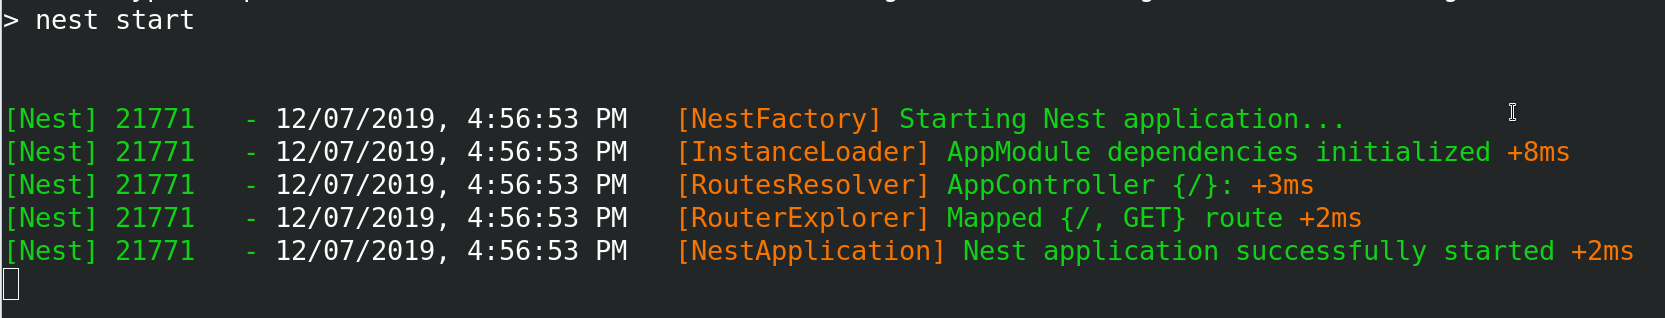 > nest start
[Nest] 21771   - 12/07/2019, 4:56:53 PM   [NestFactory] Starting Nest application...
[Nest] 21771   - 12/07/2019, 4:56:53 PM   [InstanceLoader] AppModule dependencies initialized +8ms
[Nest] 21771   - 12/07/2019, 4:56:53 PM   [RoutesResolver] AppController {/}: +3ms
[Nest] 21771   - 12/07/2019, 4:56:53 PM   [RouterExplorer] Mapped {/, GET} route +2ms
[Nest] 21771   - 12/07/2019, 4:56:53 PM   [NestApplication] Nest application successfully started +2ms